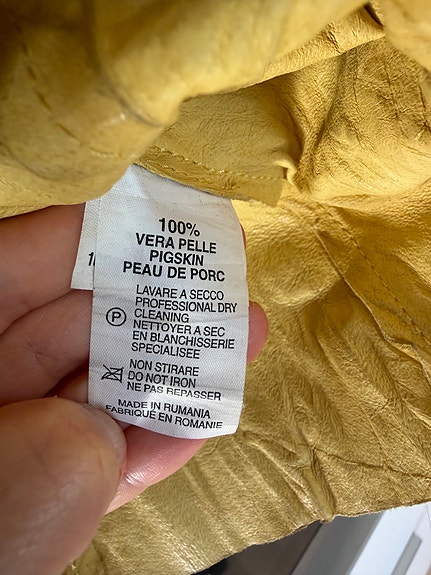 100%
VERA PELLE
PIGSKIN
PEAU DE PORC
LAVARE A SECCO
PROFESSIONAL DRY
P CLEANING
NETTOYER A SEC
EN BLANCHISSERIE
SPECIALISEE
NON STIRARE
DO NOT IRON
NE PAS REPASSER
MADE IN RUMANIA
FABRIQUÉ EN ROMANIE